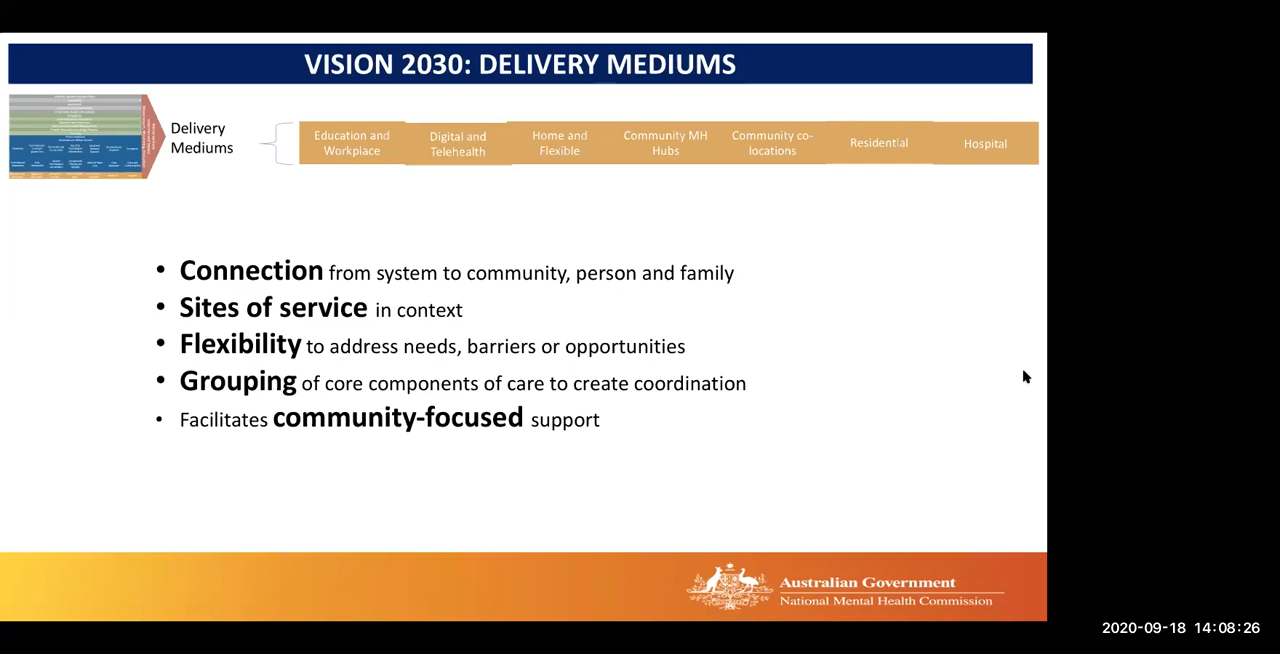 VISION 2030: DELIVERY MEDIUMS
Delivery
Mediums
Education and
Workplace
Digital and
Telehealth
Home and
Flexible
Community MH
Hubs
Community co-
locations
Residential
Hospital
• Connection from system to community, person and family
• Sites of service in context
• Flexibility to address needs, barriers or opportunities
• Grouping of core components of care to create coordination
• Facilitates community-focused support
Australian Government
National Mental Health Commission
2020-09-18 14:08:26